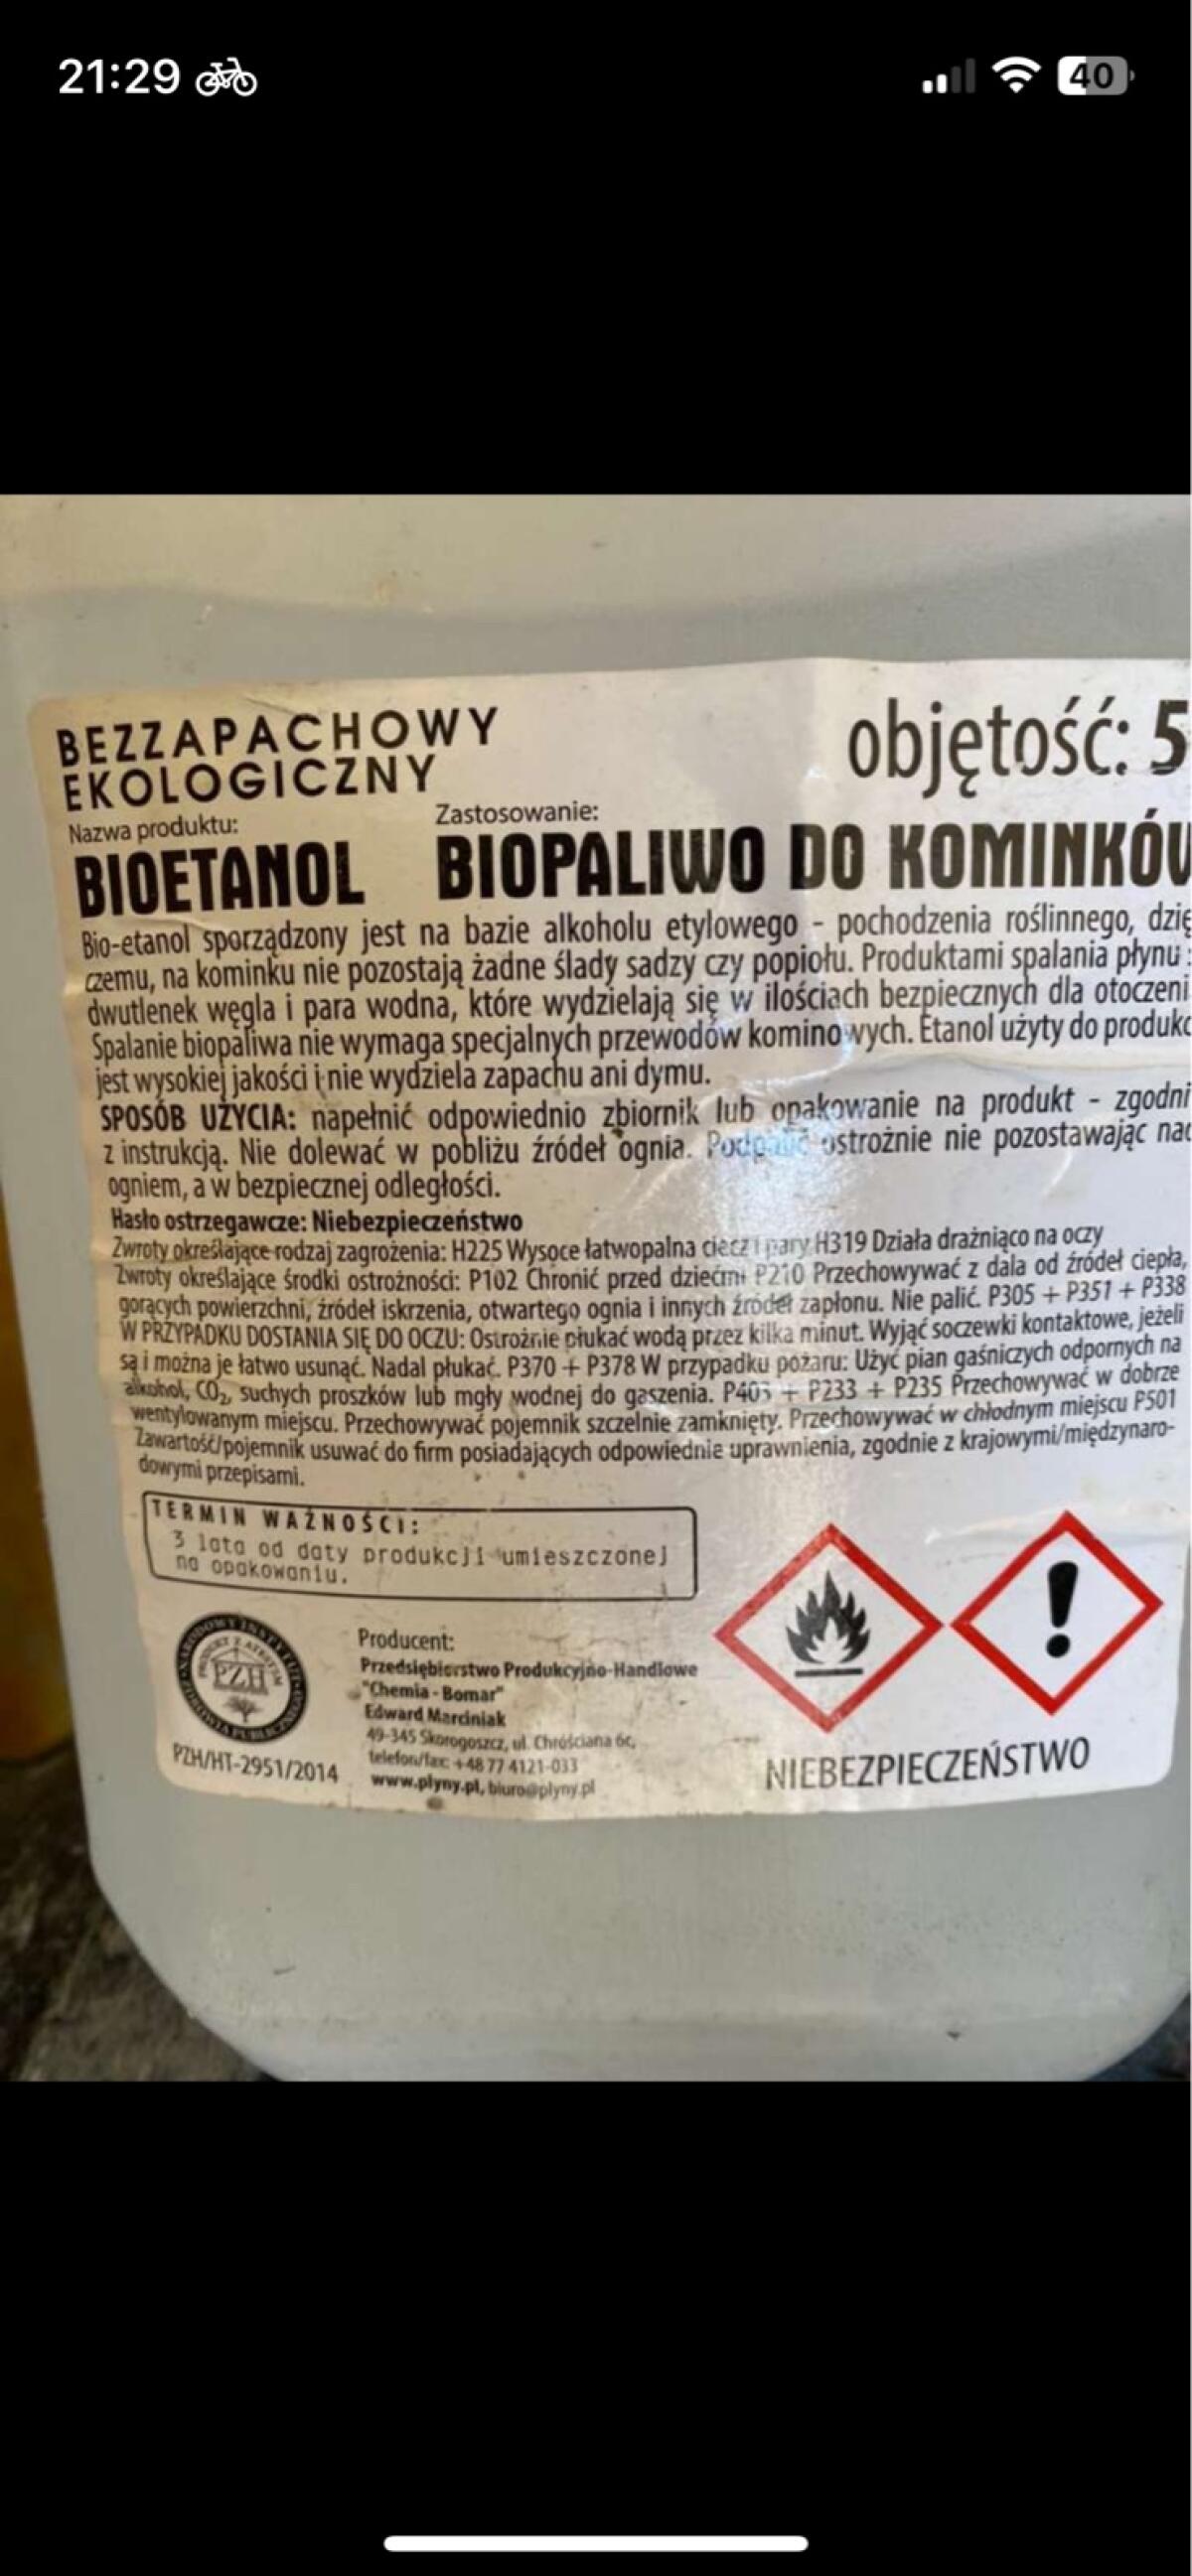 21:29
40
BEZZAPACHOWY
EKOLOGICZNY
objętość: 5
Nazwa produktu:
Zastosowanie:
BIOETANOL BIOPALIWO DO KOMINKÓW
Bio-etanol sporządzony jest na bazie alkoholu etylowego - pochodzenia roślinnego, dzię
czemu, na kominku nie pozostają żadne ślady sadzy czy popiołu. Produktami spalania płynu :
dwutlenek węgla i para wodna, które wydzielają się w ilościach bezpiecznych dla otoczeni
Spalanie biopaliwa nie wymaga specjalnych przewodów kominowych. Etanol użyty do produkc
jest wysokiej jakości i nie wydziela zapachu ani dymu.
SPOSÓB UŻYCIA: napełnić odpowiednio zbiornik lub opakowanie na produkt - zgodni
z instrukcją. Nie dolewać w pobliżu źródeł ognia. Podpalić ostrożnie nie pozostawając nad
ogniem, a w bezpiecznej odległości.
Hasło ostrzegawcze: Niebezpieczeństwo
Zwroty określające rodzaj zagrożenia: H225 Wysoce łatwopalna ciecz i pary H319 Działa drażniąco na oczy
Zwroty określające środki ostrożności: P102 Chronić przed dziećmi P210 Przechowywać z dala od źródeł ciepła,
gorących powierzchni, źródeł iskrzenia, otwartego ognia i innych źródeł zapłonu. Nie palić. P305 + P351 + P338
W PRZYPADKU DOSTANIA SIĘ DO OCZU: Ostrożnie płukać wodą przez kilka minut. Wyjąć soczewki kontaktowe, jeżeli
są i można je łatwo usunąć. Nadal płukać. P370 + P378 W przypadku pożaru: Użyć pian gaśniczych odpornych na
alkohol, CO₂, suchych proszków lub mgły wodnej do gaszenia. P403 + P233 + P235 Przechowywać w dobrze
wentylowanym miejscu. Przechowywać pojemnik szczelnie zamknięty. Przechowywać w chłodnym miejscu P501
Zawartość/pojemnik usuwać do firm posiadających odpowiednie uprawnienia, zgodnie z krajowymi/międzynaro-
dowymi przepisami.
TERMIN WAŻNOŚCI:
3 lata od daty produkcji umieszczonej
na opakowaniu.
PZH
PZH/HT-2951/2014
Producent:
Przedsiębiorstwo Produkcyjno-Handlowe
"Chemia - Bomar"
Edward Marciniak
49-345 Skorogoszcz, ul. Chróściana 6c,
telefon/fax: +48 77 4121-033
www.plyny.pl, biuro@plyny.pl
NIEBEZPIECZEŃSTWO